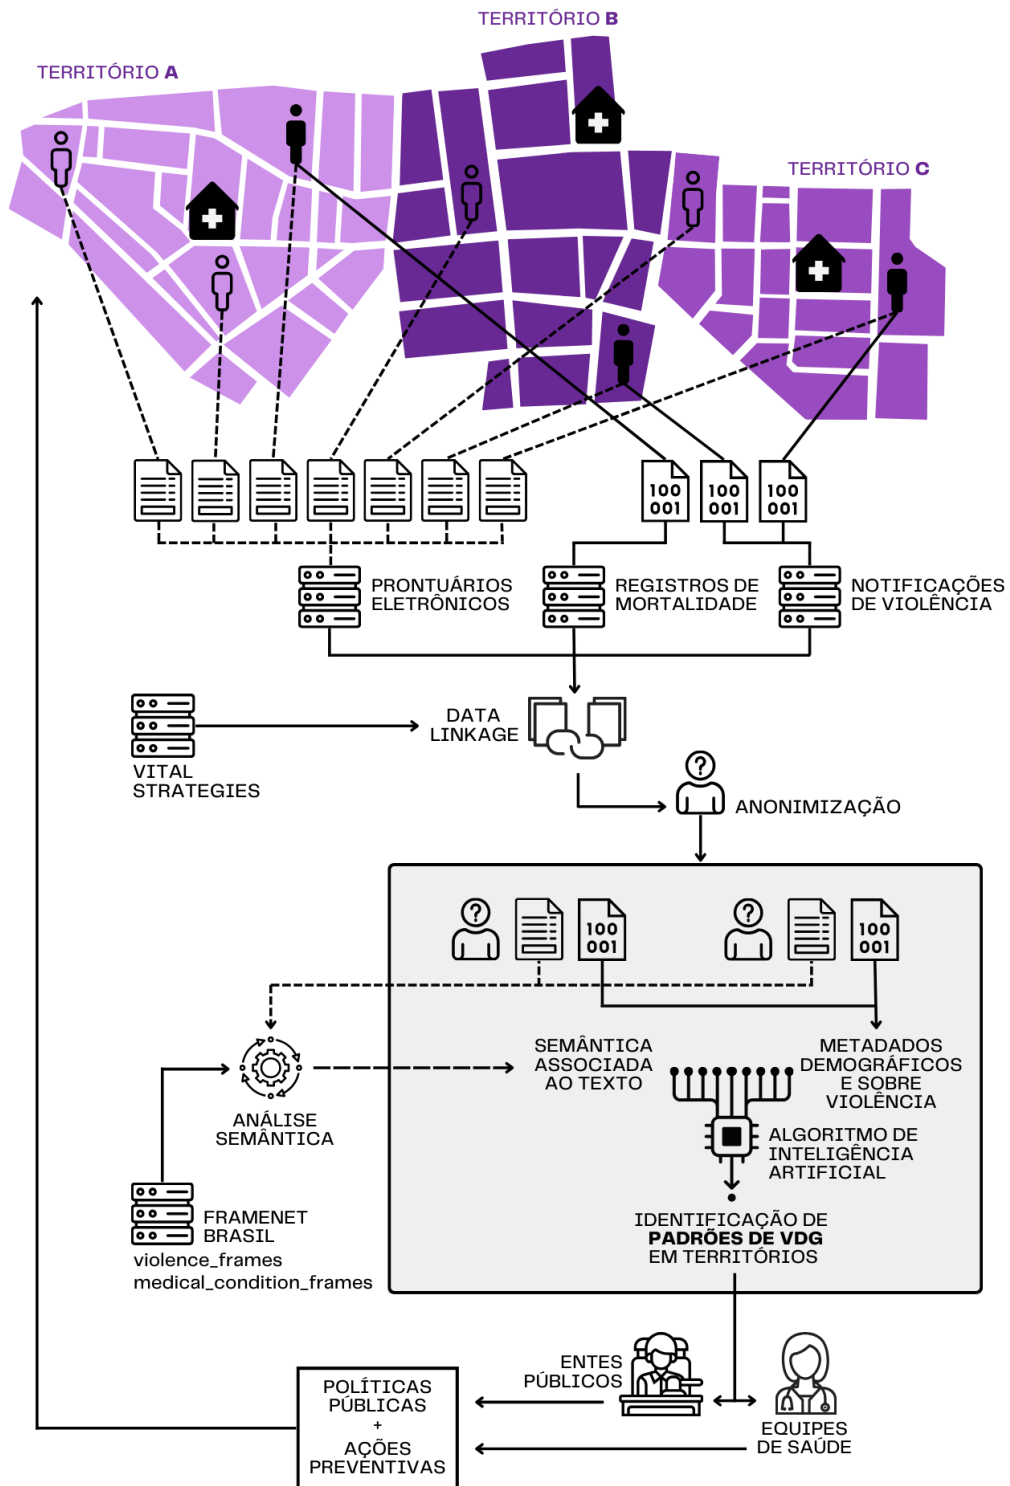 TERRITÓRIO B
TERRITÓRIO A
TERRITÓRIO C
100
001
100
001
100
001
PRONTUÁRIOS
ELETRÔNICOS
REGISTROS DE
MORTALIDADE
NOTIFICAÇÕES
DE VIOLÊNCIA
DATA
LINKAGE
VITAL
STRATEGIES
?
ANONIMIZAÇÃO
?
100
001
?
100
001
SEMÂNTICA
ASSOCIADA
AO TEXTO
METADADOS
DEMOGRÁFICOS
E SOBRE
VIOLÊNCIA
ANÁLISE
SEMÂNTICA
ALGORITMO DE
INTELIGÊNCIA
ARTIFICIAL
FRAMENET
BRASIL
violence_frames
medical_condition_frames
IDENTIFICAÇÃO DE
PADRÕES DE VDG
EM TERRITÓRIOS
ENTES
PÚBLICOS
EQUIPES
DE SAÚDE
POLÍTICAS
PÚBLICAS
+
AÇÕES
PREVENTIVAS